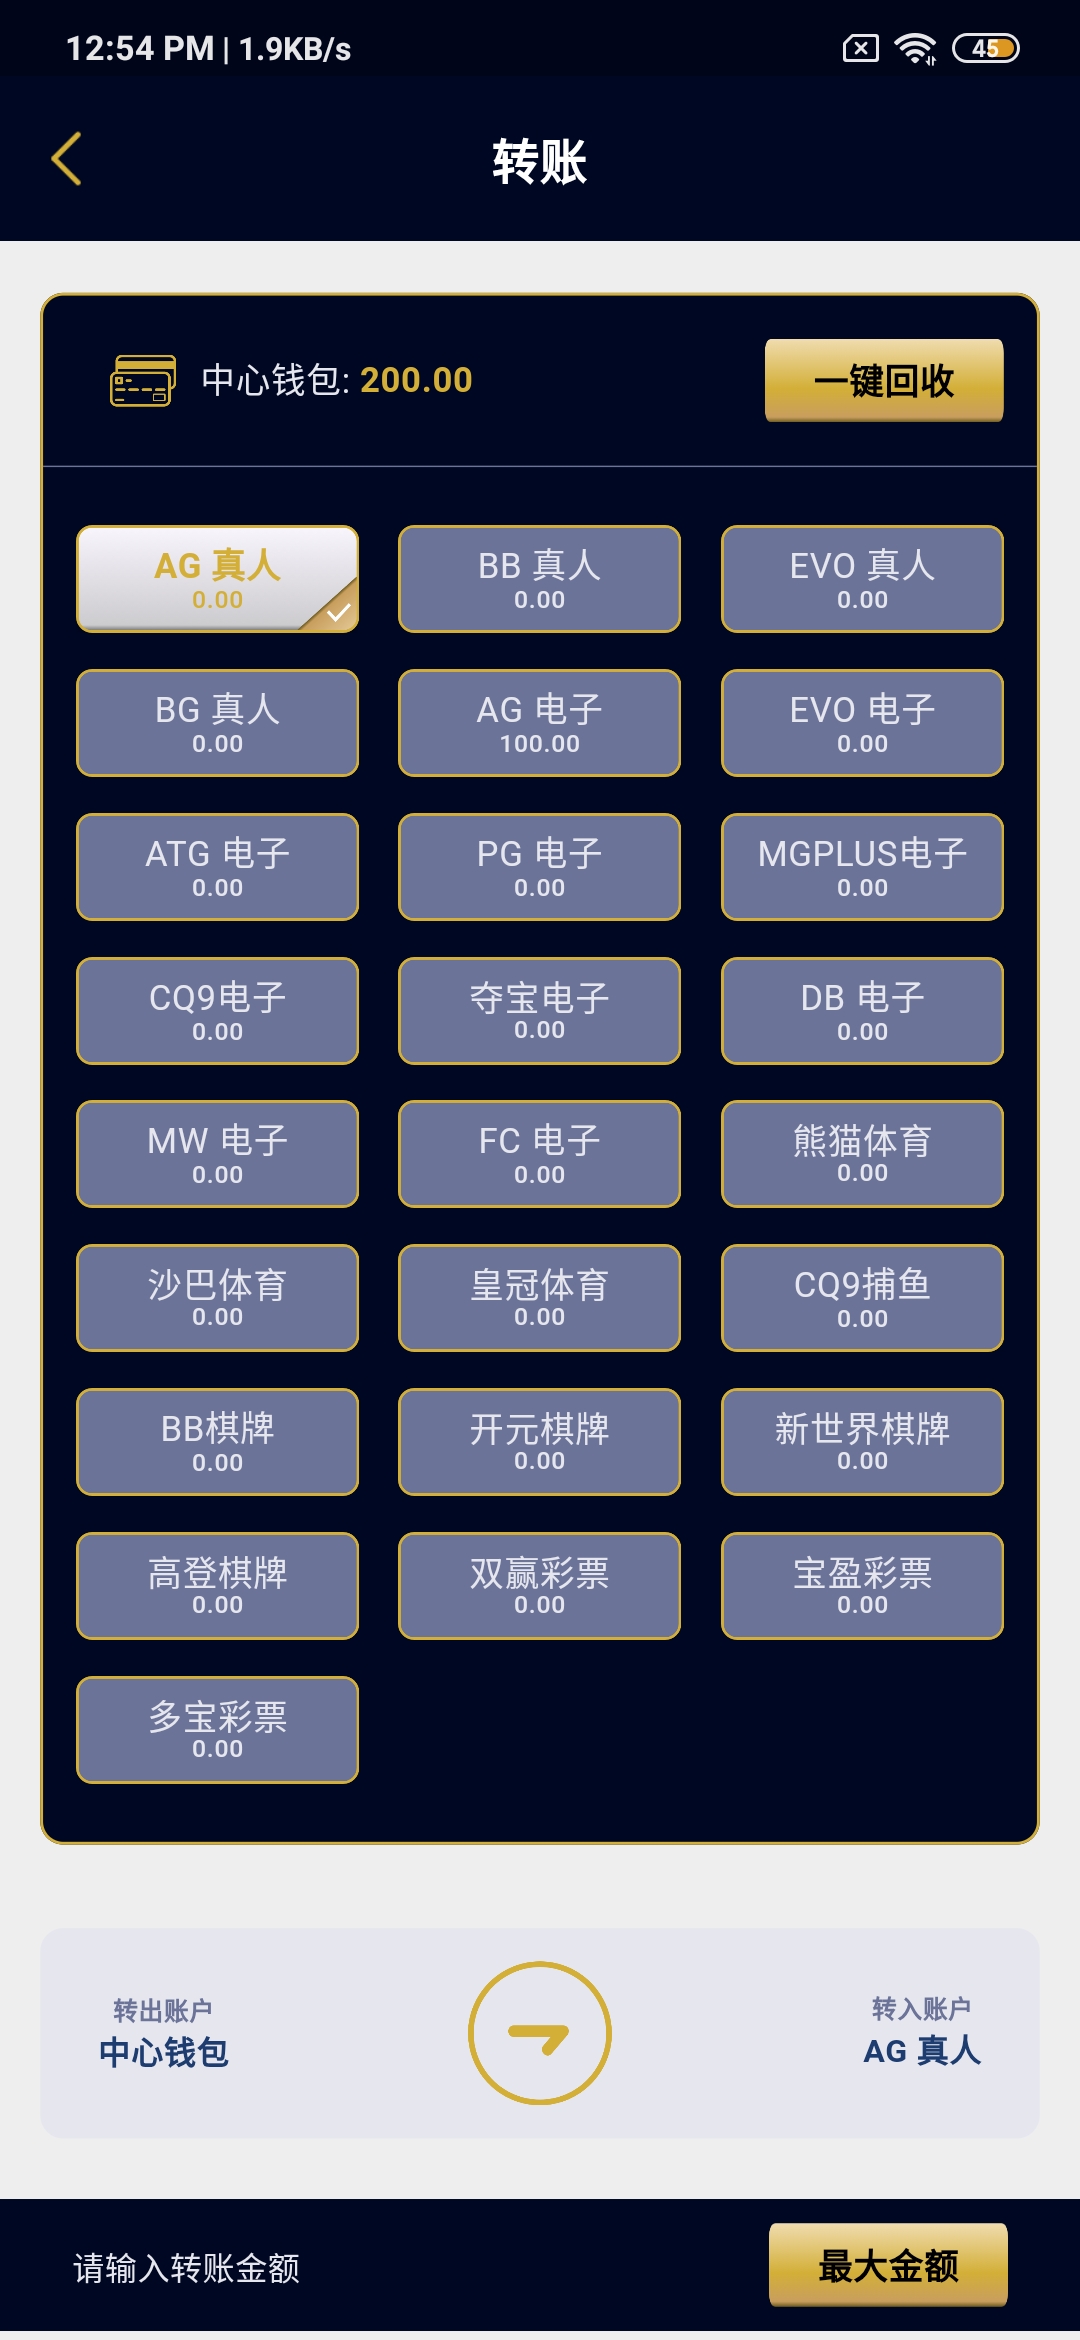 12:54 PM | 1.9KB/s
45
转账
中心钱包: 200.00
一键回收
AG 真人
0.00
BB 真人
0.00
EVO 真人
0.00
BG 真人
0.00
AG 电子
100.00
EVO 电子
0.00
ATG 电子
0.00
PG 电子
0.00
MGPLUS电子
0.00
CQ9电子
0.00
夺宝电子
0.00
DB 电子
0.00
MW 电子
0.00
FC 电子
0.00
熊猫体育
0.00
沙巴体育
0.00
皇冠体育
0.00
CQ9捕鱼
0.00
BB棋牌
0.00
开元棋牌
0.00
新世界棋牌
0.00
高登棋牌
0.00
双赢彩票
0.00
宝盈彩票
0.00
多宝彩票
0.00
转出账户
中心钱包
转入账户
AG 真人
请输入转账金额
最大金额